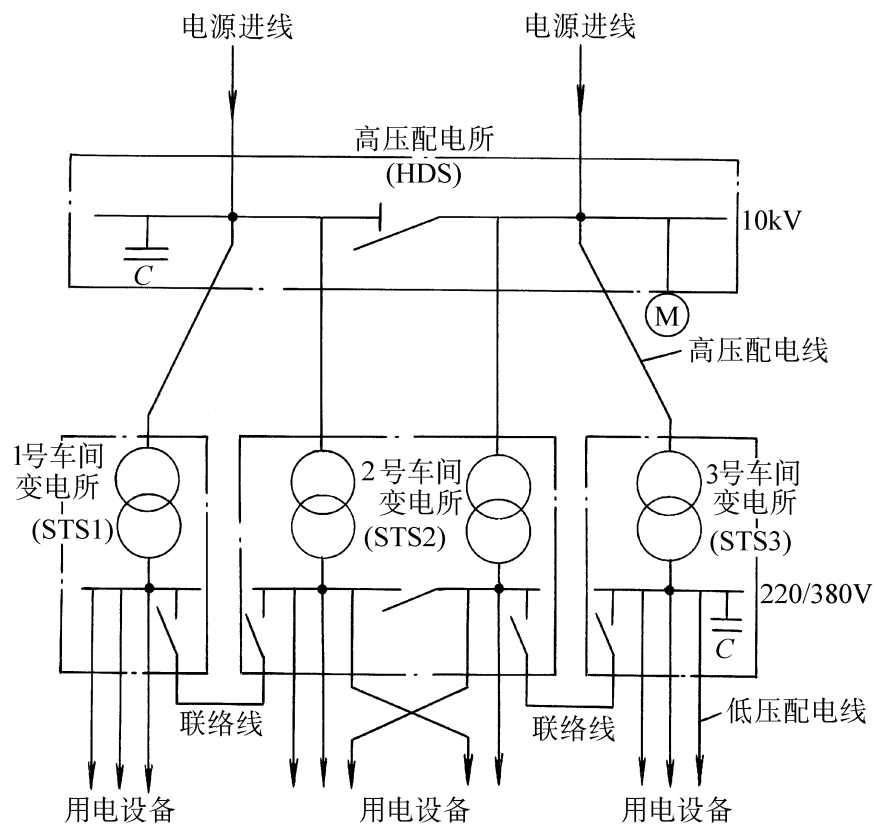 电源进线
电源进线
高压配电所
(HDS)
10kV
C
M
高压配电线
1号车间
变电所
(STS1)
2号车间
变电所
(STS2)
3号车间
变电所
(STS3)
220/380V
C
联络线
联络线
低压配电线
用电设备
用电设备
用电设备